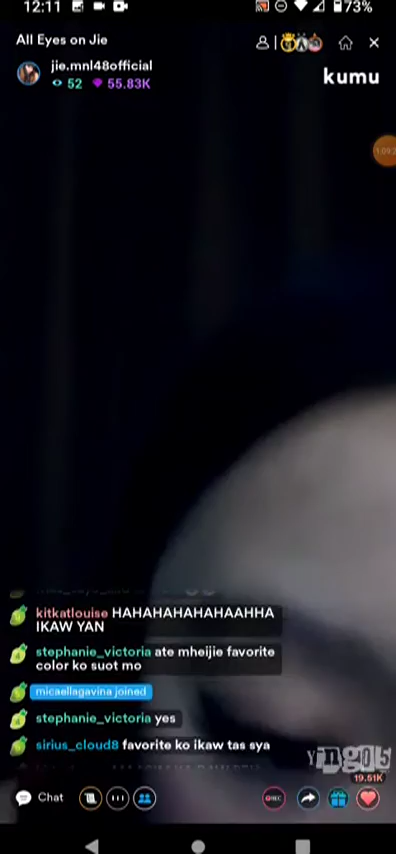 12:11
73%
All Eyes on Jie
jie.mnl48official
52 55.83K
kumu
kitkatlouise HAHAHAHAHAHAAHHA
IKAW YAN
stephanie_victoria ate mheijie favorite
color ko suot mo
micaellagavina joined
stephanie_victoria yes
sirius_cloud8 favorite ko ikaw tas sya
Yingo15
19.51K
Chat
REC